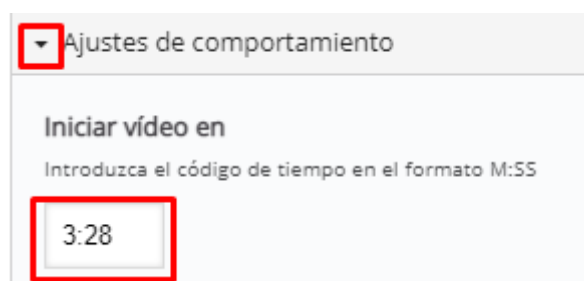 Ajustes de comportamiento
Iniciar vídeo en
Introduzca el código de tiempo en el formato M:SS
3:28